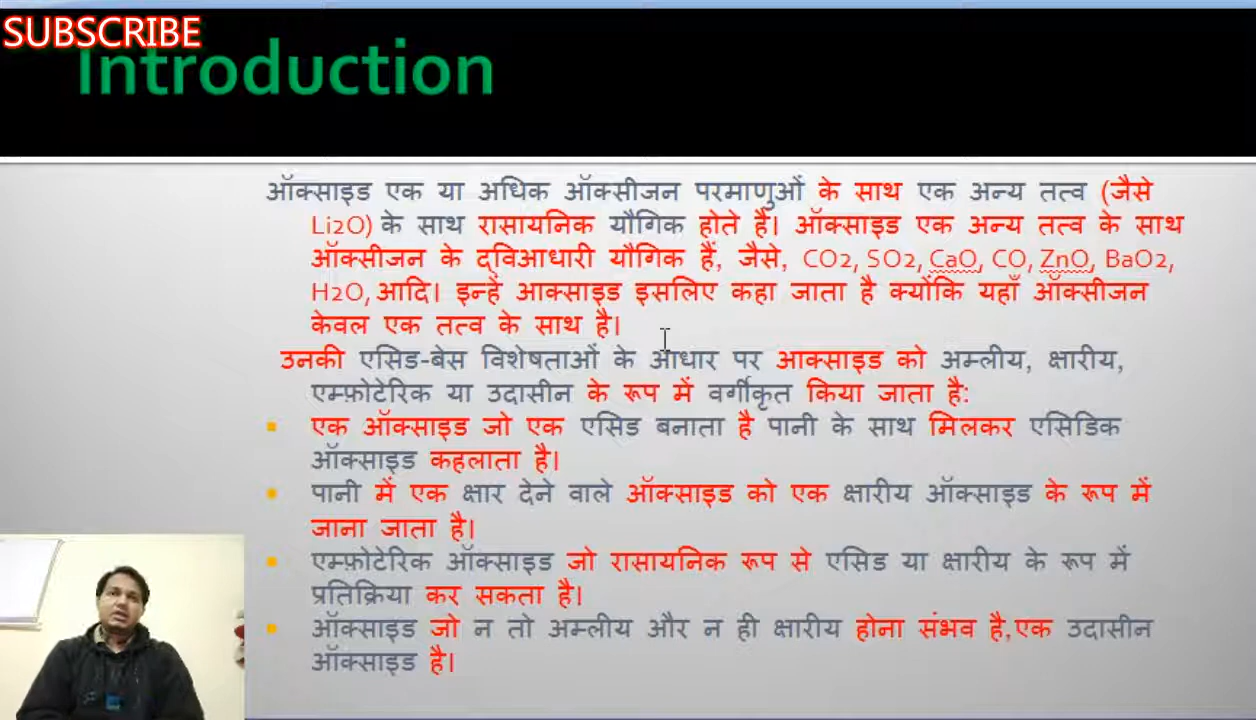 SUBSCRIBE
Introduction
ऑक्साइड एक या अधिक ऑक्सीजन परमाणुओं के साथ एक अन्य तत्व (जैसे
Li2O) के साथ रासायनिक यौगिक होते है। ऑक्साइड एक अन्य तत्व के साथ
ऑक्सीजन के द्विआधारी यौगिक हैं, जैसे, CO2, SO2, CaO, CO, ZnO, BaO2,
H2O, आदि। इन्हें आक्साइड इसलिए कहा जाता है क्योंकि यहाँ ऑक्सीजन
केवल एक तत्व के साथ है।
उनकी एसिड-बेस विशेषताओं के आधार पर आक्साइड को अम्लीय, क्षारीय,
एम्फ़ोटेरिक या उदासीन के रूप में वर्गीकृत किया जाता है:
एक ऑक्साइड जो एक एसिड बनाता है पानी के साथ मिलकर एसिडिक
ऑक्साइड कहलाता है।
पानी में एक क्षार देने वाले ऑक्साइड को एक क्षारीय ऑक्साइड के रूप में
जाना जाता है।
एम्फ़ोटेरिक ऑक्साइड जो रासायनिक रूप से एसिड या क्षारीय के रूप में
प्रतिक्रिया कर सकता है।
ऑक्साइड जो न तो अम्लीय और न ही क्षारीय होना संभव है,एक उदासीन
ऑक्साइड है।